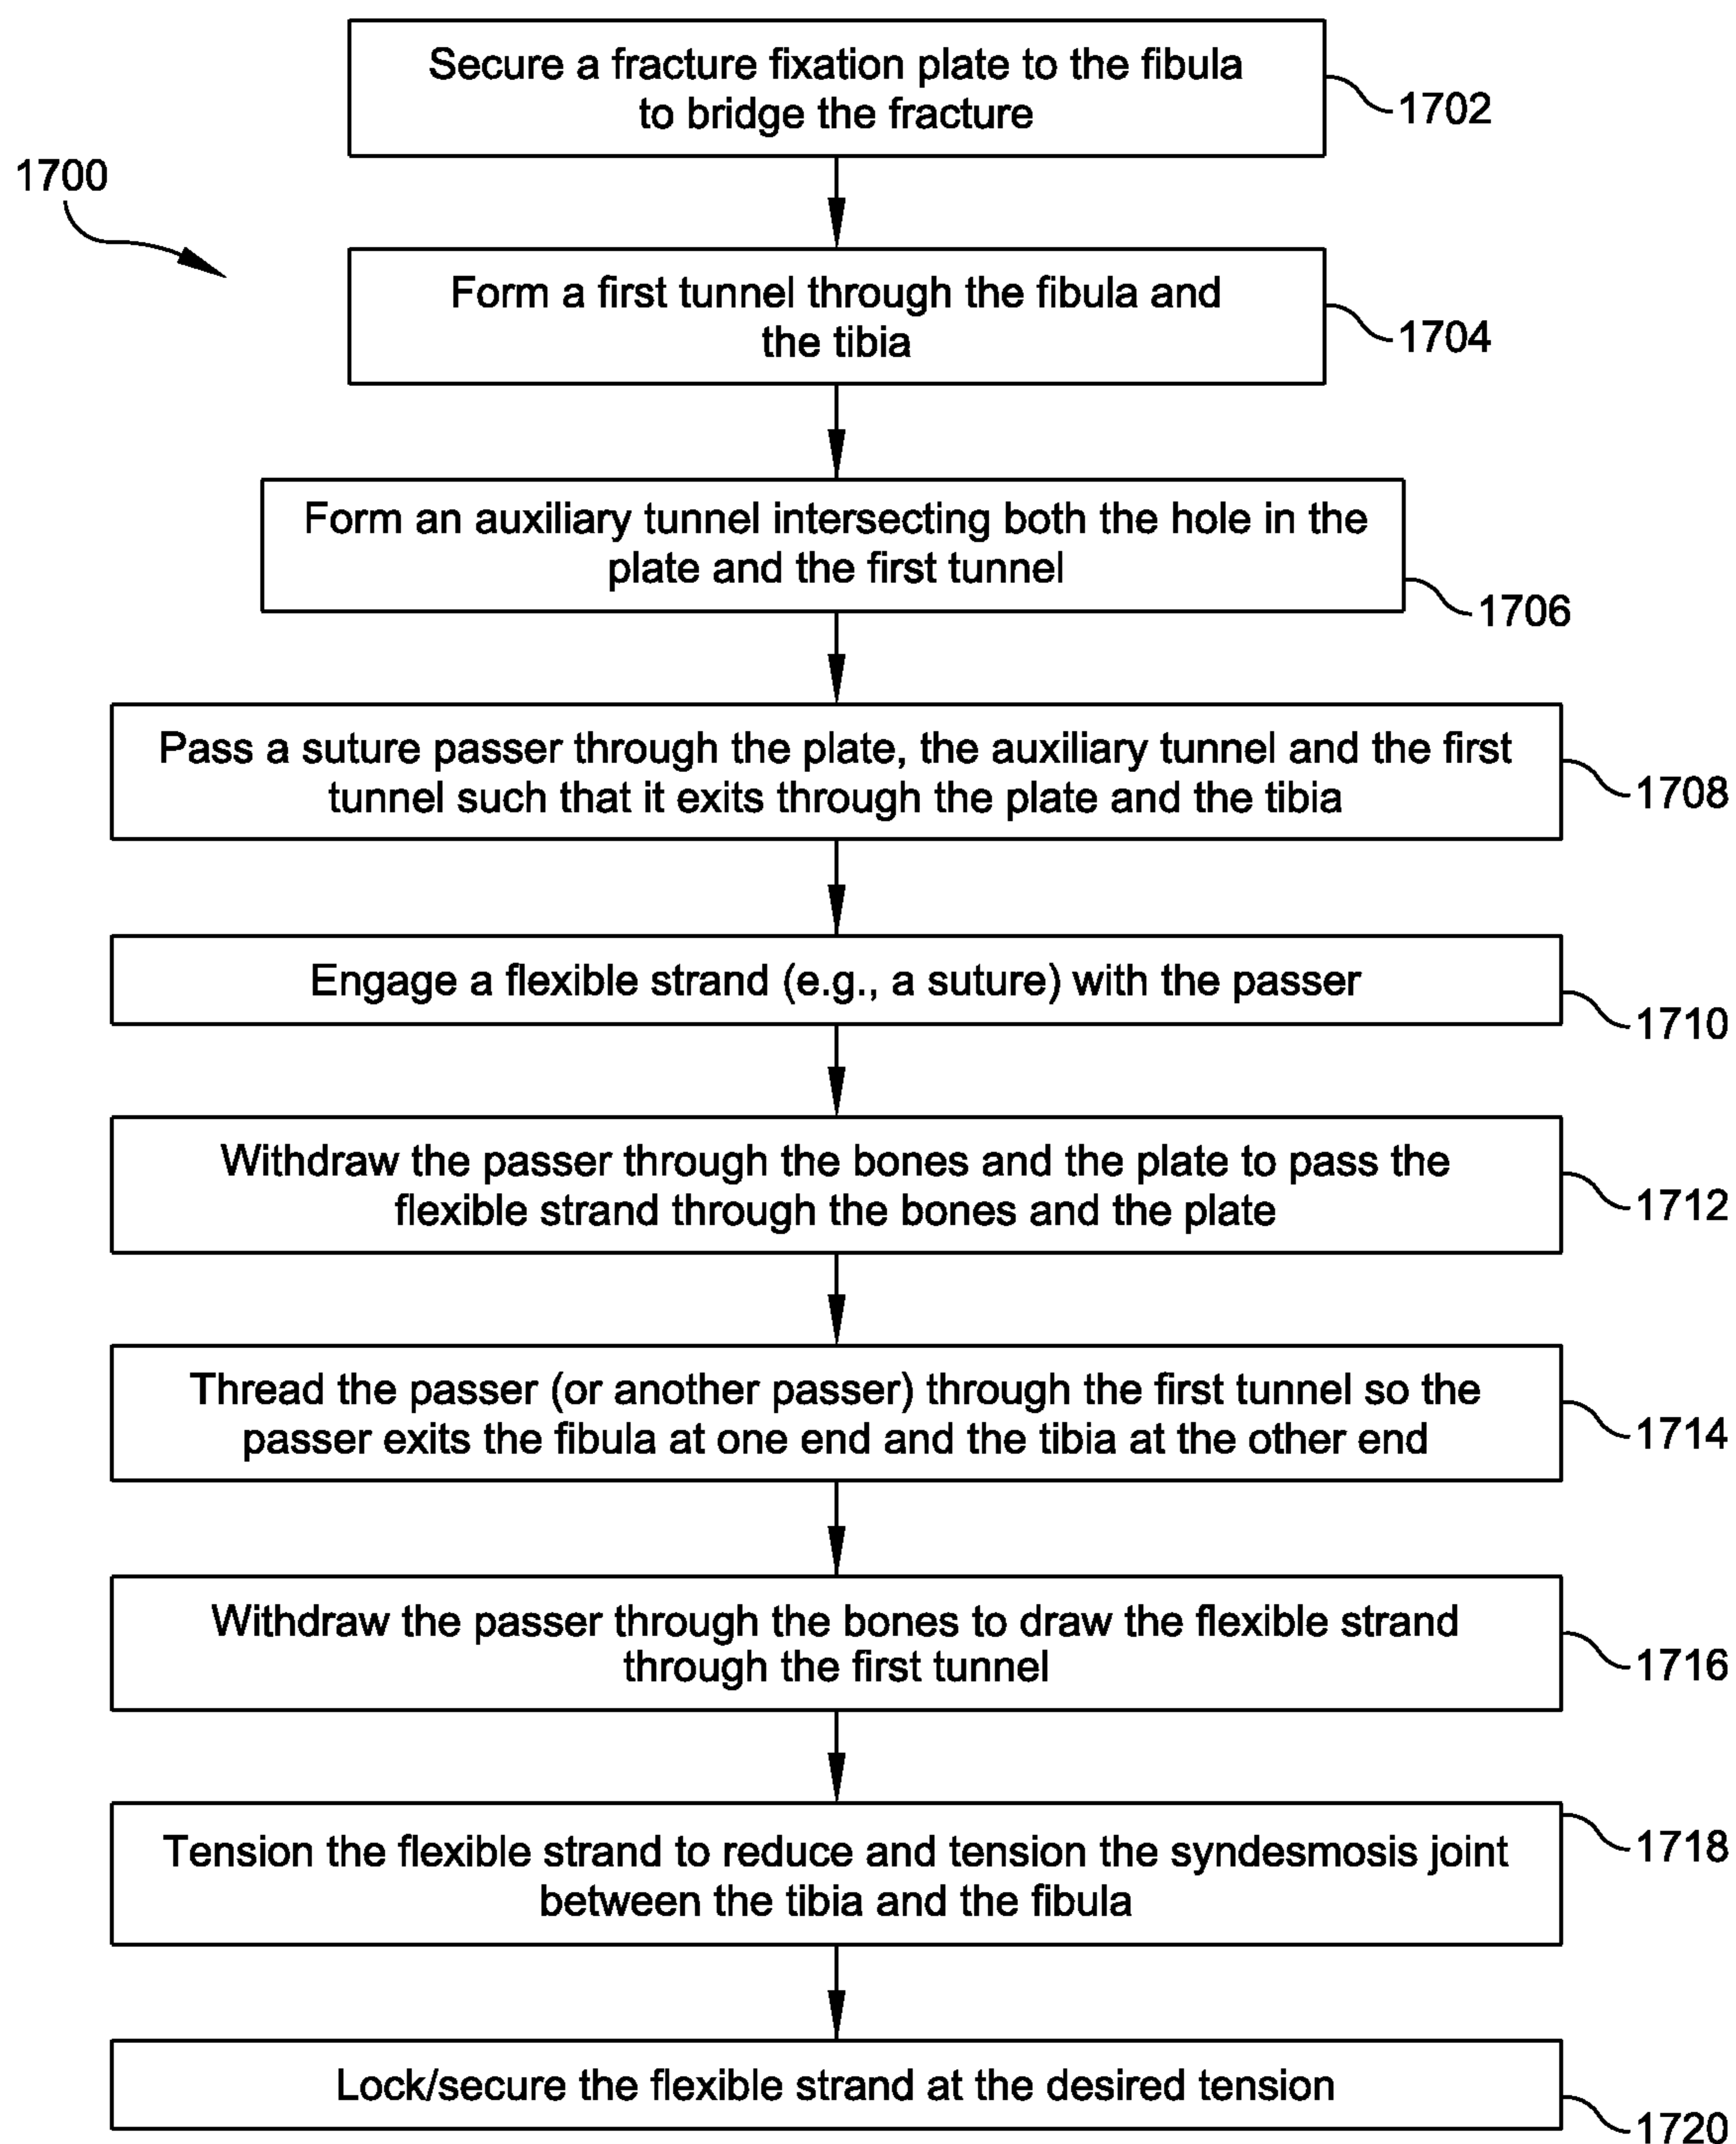 Secure a fracture fixation plate to the fibula
to bridge the fracture
1702
1700
Form a first tunnel through the fibula and
the tibia
1704
Form an auxiliary tunnel intersecting both the hole in the
plate and the first tunnel
1706
Pass a suture passer through the plate, the auxiliary tunnel and the first
tunnel such that it exits through the plate and the tibia
1708
Engage a flexible strand (e.g., a suture) with the passer
1710
Withdraw the passer through the bones and the plate to pass the
flexible strand through the bones and the plate
1712
Thread the passer (or another passer) through the first tunnel so the
passer exits the fibula at one end and the tibia at the other end
1714
Withdraw the passer through the bones to draw the flexible strand
through the first tunnel
1716
Tension the flexible strand to reduce and tension the syndesmosis joint
between the tibia and the fibula
1718
Lock/secure the flexible strand at the desired tension
1720